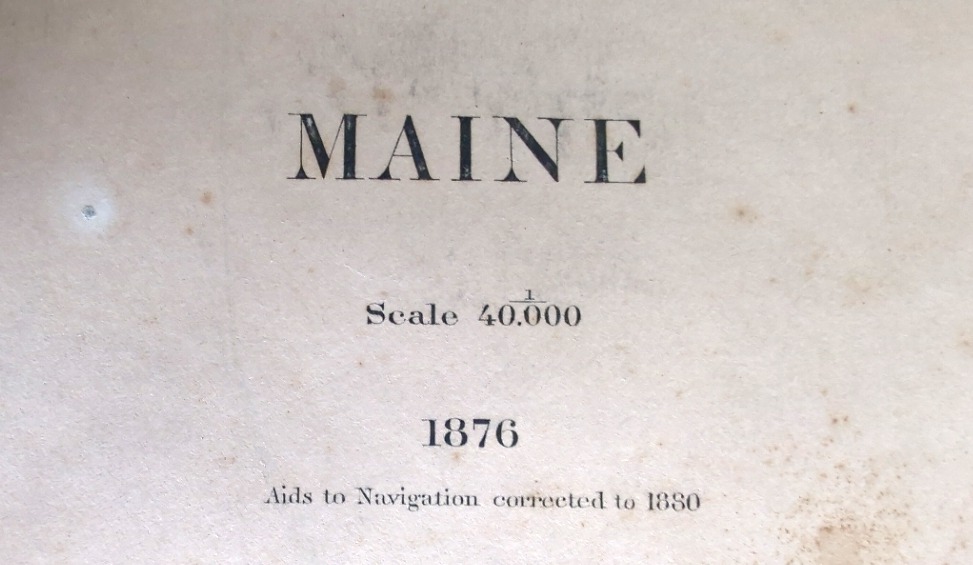 MAINE
Scale 1/40.000
1876
Aids to Navigation corrected to 1880